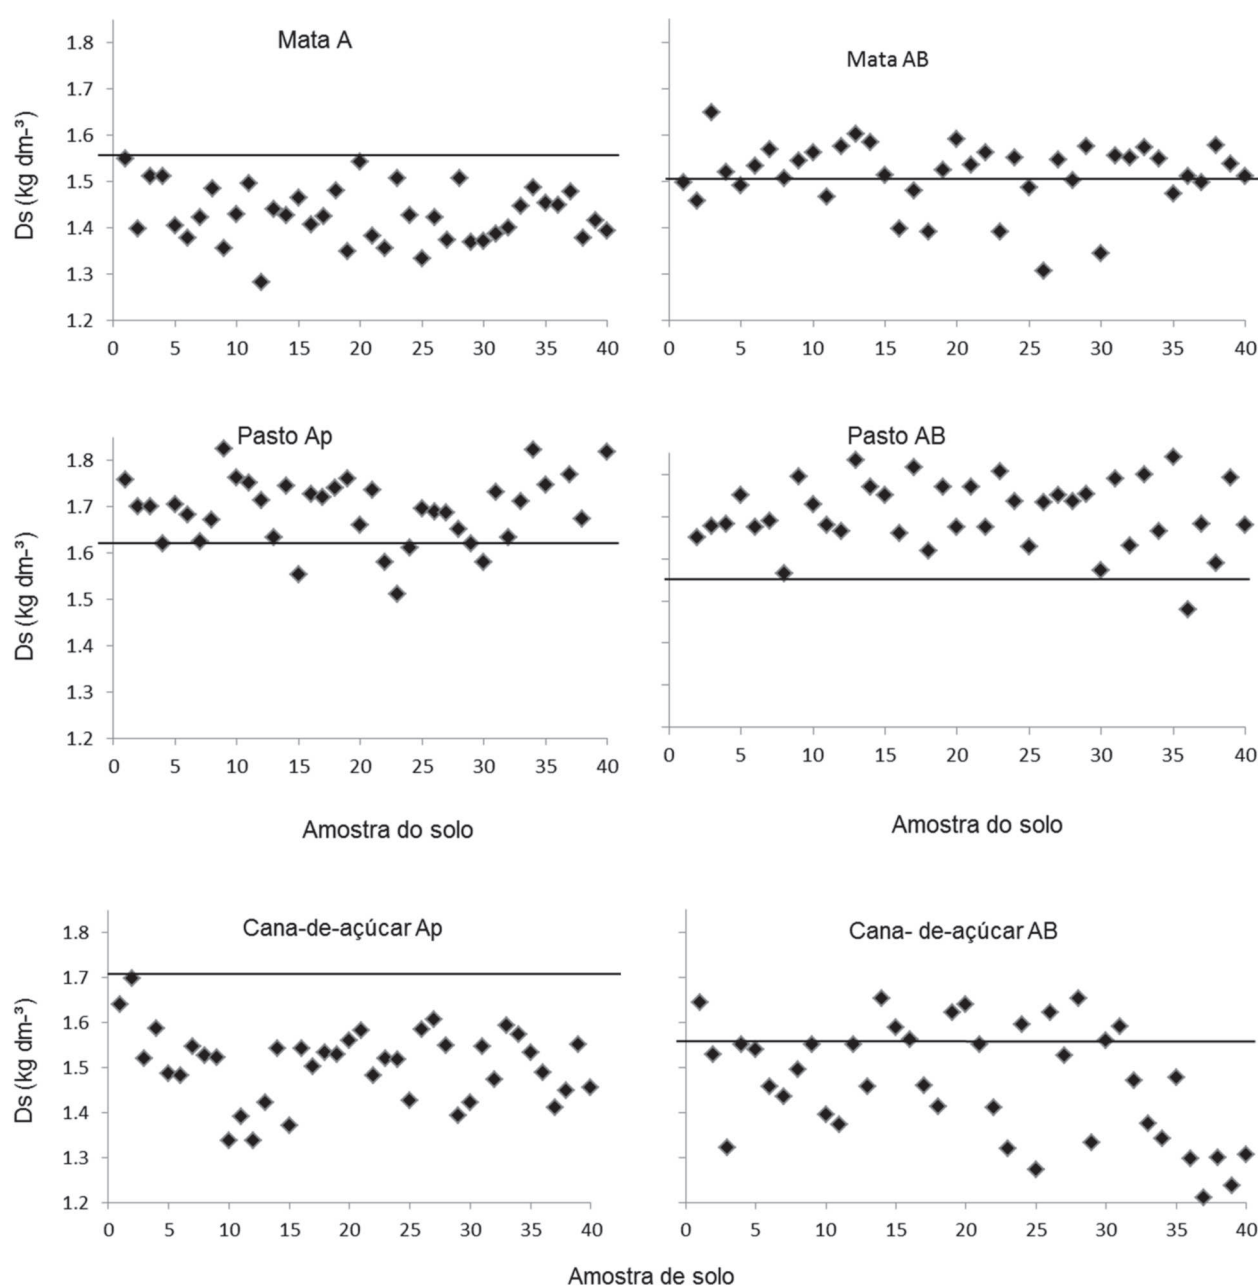 Mata A
Ds (kg dm-³)
1.8
1.7
1.6
1.5
1.4
1.3
1.2
0 5 10 15 20 25 30 35 40
Mata AB
0 5 10 15 20 25 30 35 40
Pasto Ap
Ds (kg dm-³)
1.8
1.7
1.6
1.5
1.4
1.3
1.2
0 5 10 15 20 25 30 35 40
Amostra do solo
Pasto AB
0 5 10 15 20 25 30 35 40
Amostra do solo
Cana-de-açúcar Ap
Ds (kg dm-³)
1.8
1.7
1.6
1.5
1.4
1.3
1.2
0 5 10 15 20 25 30 35 40
Cana- de-açúcar AB
0 5 10 15 20 25 30 35 40
Amostra de solo